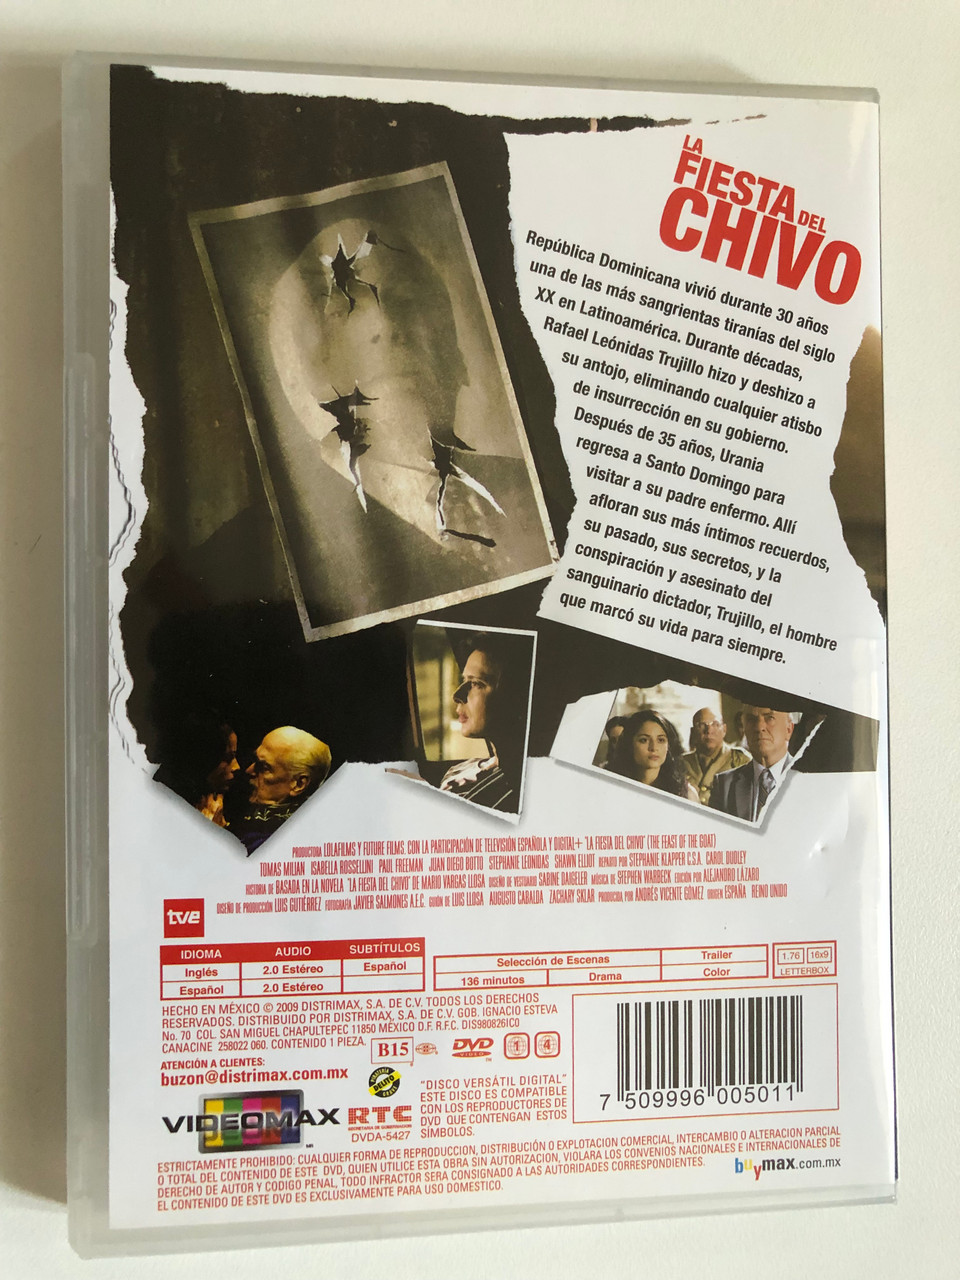 LA
FIESTA DEL
CHIVO
República Dominicana vivió durante 30 años
una de las más sangrientas tiranías del siglo
XX en Latinoamérica. Durante décadas,
Rafael Leónidas Trujillo hizo y deshizo a
su antojo, eliminando cualquier atisbo
de insurrección en su gobierno.
Después de 35 años, Urania
regresa a Santo Domingo para
visitar a su padre enfermo. Allí
afloran sus más íntimos recuerdos,
su pasado, sus secretos, y la
conspiración y asesinato del
sanguinario dictador, Trujillo, el hombre
que marcó su vida para siempre.
PRODUCTORA LOLAFILMS Y FUTURE FILMS. CON LA PARTICIPACIÓN DE TELEVISIÓN ESPAÑOLA Y DIGITAL+ "LA FIESTA DEL CHIVO" (THE FEAST OF THE GOAT)
TOMAS MILIAN ISABELLA ROSSELLINI PAUL FREEMAN JUAN DIEGO BOTTO STEPHANIE LEONIDAS SHAWN ELLIOT REPARTO POR STEPHANIE KLAPPER C.S.A. CAROL DUDLEY
HISTORIA DE BASADA EN LA NOVELA "LA FIESTA DEL CHIVO" DE MARIO VARGAS LLOSA DISEÑO DE VESTUARIO SABINE DAIGELER MÚSICA DE STEPHEN WARBECK EDICIÓN POR ALEJANDRO LÁZARO
DISEÑO DE PRODUCCIÓN LUIS GUTIÉRREZ FOTOGRAFÍA JAVIER SALMONES A.E.C. GUIÓN DE LUIS LLOSA AUGUSTO CABALDA ZACHARY SKLAR PRODUCIDA POR ANDRÉS VICENTE GÓMEZ ORIGEN ESPAÑA REINO UNIDO
tve
IDIOMA AUDIO SUBTÍTULOS
Inglés 2.0 Estéreo Español
Español 2.0 Estéreo
Selección de Escenas Trailer
136 minutos Drama Color
1.76 16x9
LETTERBOX
HECHO EN MÉXICO © 2009 DISTRIMAX, S.A. DE C.V. TODOS LOS DERECHOS
RESERVADOS. DISTRIBUIDO POR DISTRIMAX, S.A. DE C.V. GOB. IGNACIO ESTEVA
No. 70 COL. SAN MIGUEL CHAPULTEPEC 11850 MÉXICO D.F. R.F.C. DIS980826IC0
CANACINE 258022 060. CONTENIDO 1 PIEZA.
B15
DVD
VIDEO
1 4
ATENCIÓN A CLIENTES:
buzon@distrimax.com.mx
DELITO
VIDEOMAX
RTC
DVDA-5427
"DISCO VERSÁTIL DIGITAL"
ESTE DISCO ES COMPATIBLE
CON LOS REPRODUCTORES DE
DVD QUE CONTENGAN ESTOS
SÍMBOLOS.
7 509996 005011
ESTRICTAMENTE PROHIBIDO: CUALQUIER FORMA DE REPRODUCCION, DISTRIBUCIÓN O EXPLOTACION COMERCIAL, INTERCAMBIO O ALTERACION PARCIAL
O TOTAL DEL CONTENIDO DE ESTE DVD, QUIEN UTILICE ESTA OBRA SIN AUTORIZACION, VIOLARA LOS CONVENIOS NACIONALES E INTERNACIONALES DE
DERECHO DE AUTOR Y CODIGO PENAL, TODO INFRACTOR SERA CONSIGNADO A LAS AUTORIDADES CORRESPONDIENTES.
EL CONTENIDO DE ESTE DVD ES EXCLUSIVAMENTE PARA USO DOMESTICO.
buymax.com.mx